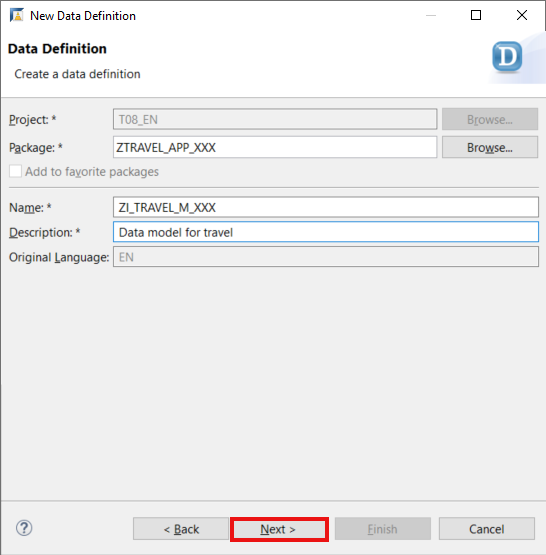 New Data Definition
Data Definition
Create a data definition
D
Project: * T08_EN Browse...
Package: * ZTRAVEL_APP_XXX Browse...
Add to favorite packages
Name: * ZI_TRAVEL_M_XXX
Description: * Data model for travel
Original Language: EN
? < Back Next > Finish Cancel